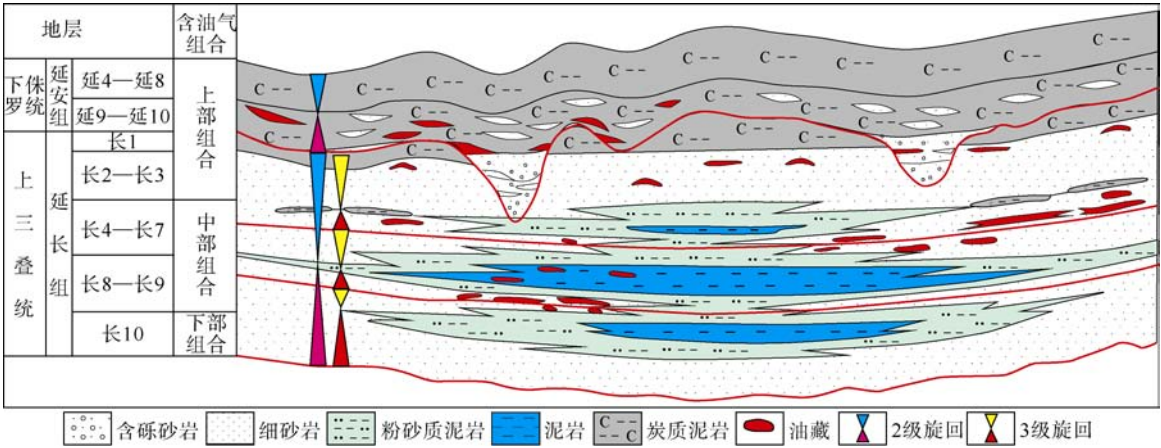 地层
含油气
组合
下侏
罗统
延安组
延4—延8
延9—延10
上部组合
上三叠统
延长组
长1
长2—长3
长4—长7
中部组合
长8—长9
长10
下部
组合
C -- C -- C -- C -- C --
C -- C -- C -- C -- C -- C --
C -- C -- C -- C -- C --
含砾砂岩 细砂岩 粉砂质泥岩 泥岩 C -- -- C 炭质泥岩 油藏 2级旋回 3级旋回